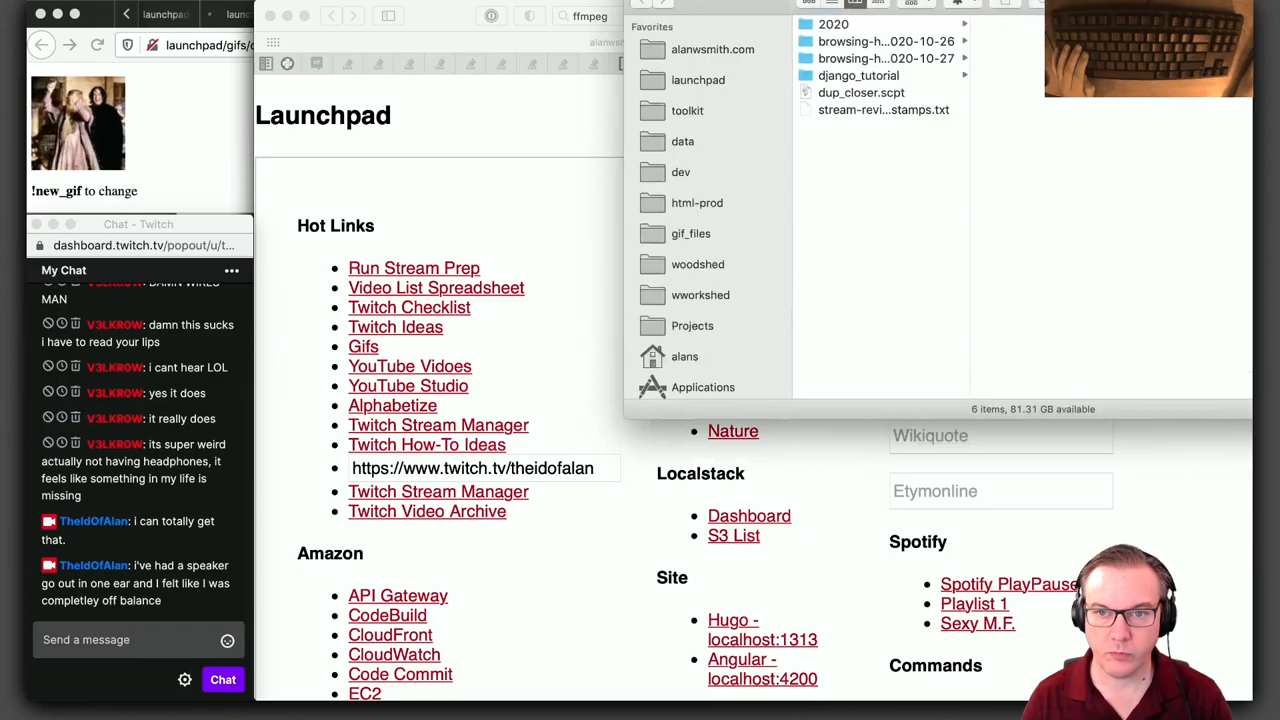 launchpad
launc
launchpad/gifs/c
!new_gif to change
Chat - Twitch
dashboard.twitch.tv/popout/u/t...
My Chat
MAN
V3LKR0W: damn this sucks
i have to read your lips
V3LKR0W: i cant hear LOL
V3LKR0W: yes it does
V3LKR0W: it really does
V3LKR0W: its super weird
actually not having headphones, it
feels like something in my life is
missing
TheIdOfAlan: i can totally get
that.
TheIdOfAlan: i've had a speaker
go out in one ear and I felt like I was
completley off balance
Send a message
Chat
ffmpeg
alanwsmith
Launchpad
Hot Links
Run Stream Prep
Video List Spreadsheet
Twitch Checklist
Twitch Ideas
Gifs
YouTube Vidoes
YouTube Studio
Alphabetize
Twitch Stream Manager
Twitch How-To Ideas
https://www.twitch.tv/theidofalan
Twitch Stream Manager
Twitch Video Archive
Amazon
API Gateway
CodeBuild
CloudFront
CloudWatch
Code Commit
EC2
Nature
Localstack
Dashboard
S3 List
Site
Hugo -
localhost:1313
Angular -
localhost:4200
Wikiquote
Etymonline
Spotify
Spotify PlayPause
Playlist 1
Sexy M.F.
Commands
Favorites
alanwsmith.com
launchpad
toolkit
data
dev
html-prod
gif_files
woodshed
wworkshed
Projects
alans
Applications
2020
browsing-h...020-10-26
browsing-h...020-10-27
django_tutorial
dup_closer.scpt
stream-revi...stamps.txt
6 items, 81.31 GB available